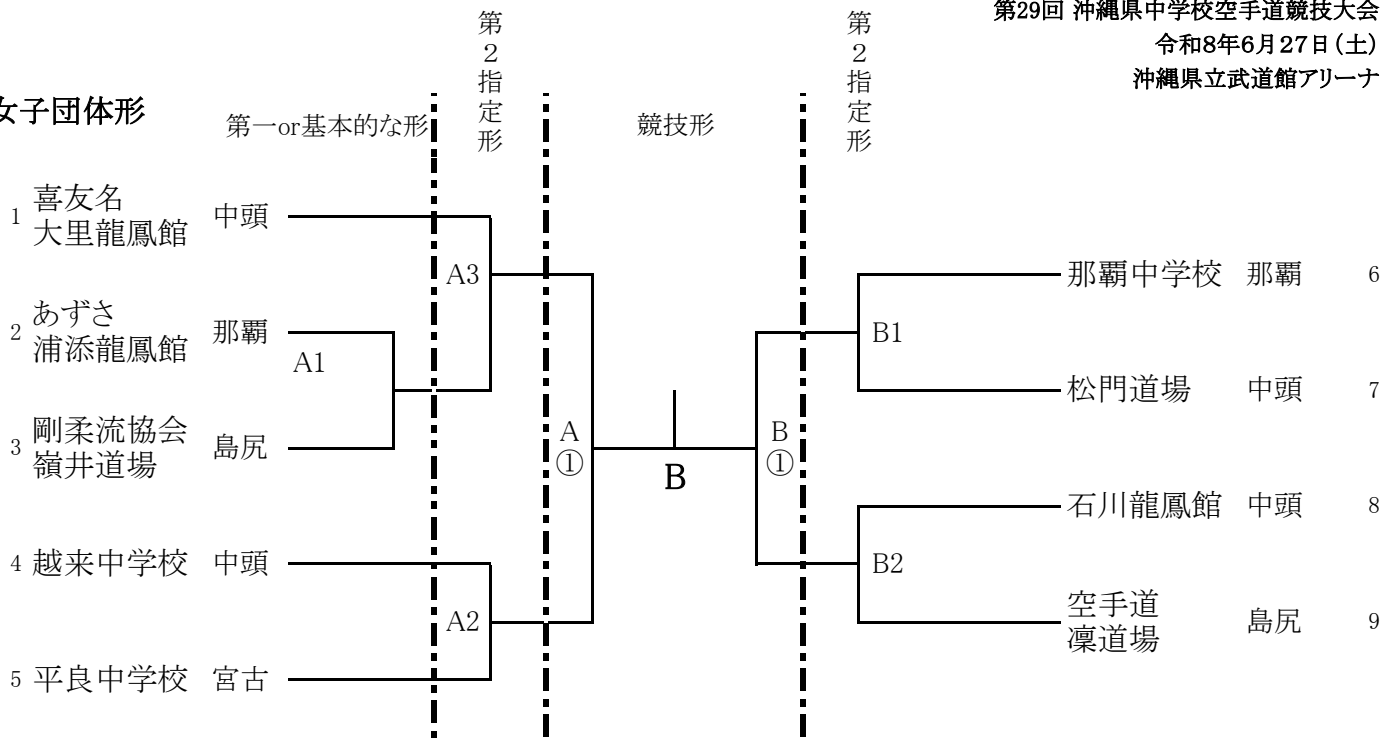 第29回 沖縄県中学校空手道競技大会
令和8年6月27日(土)
沖縄県立武道館アリーナ
女子団体形
第一or基本的な形
第2指定形
競技形
第2指定形
1 喜友名
大里龍鳳館 中頭
2 あずさ
浦添龍鳳館 那覇
3 剛柔流協会
嶺井道場 島尻
4 越来中学校 中頭
5 平良中学校 宮古
A1
A3
A2
A
①
B
B
①
B1
B2
那覇中学校 那覇 6
松門道場 中頭 7
石川龍鳳館 中頭 8
空手道
凜道場 島尻 9